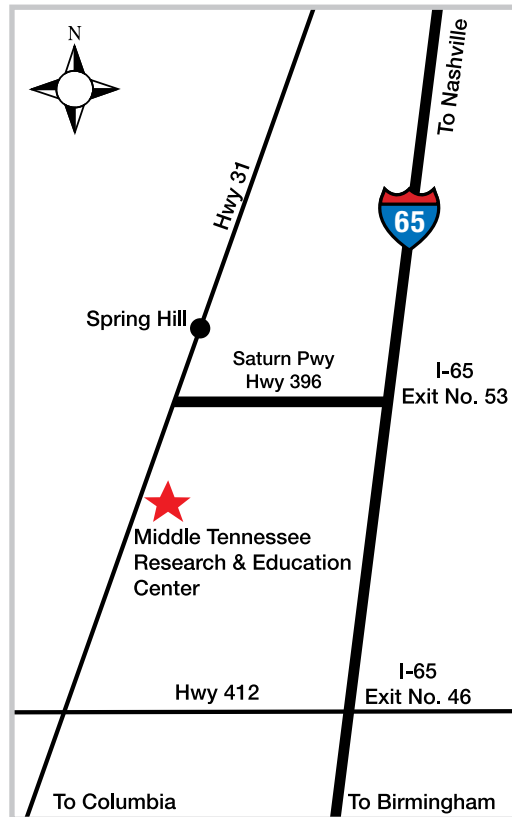 N
To Nashville
Hwy 31
65
Spring Hill
Saturn Pwy
Hwy 396
I-65
Exit No. 53
Middle Tennessee
Research & Education
Center
I-65
Exit No. 46
Hwy 412
To Columbia
To Birmingham